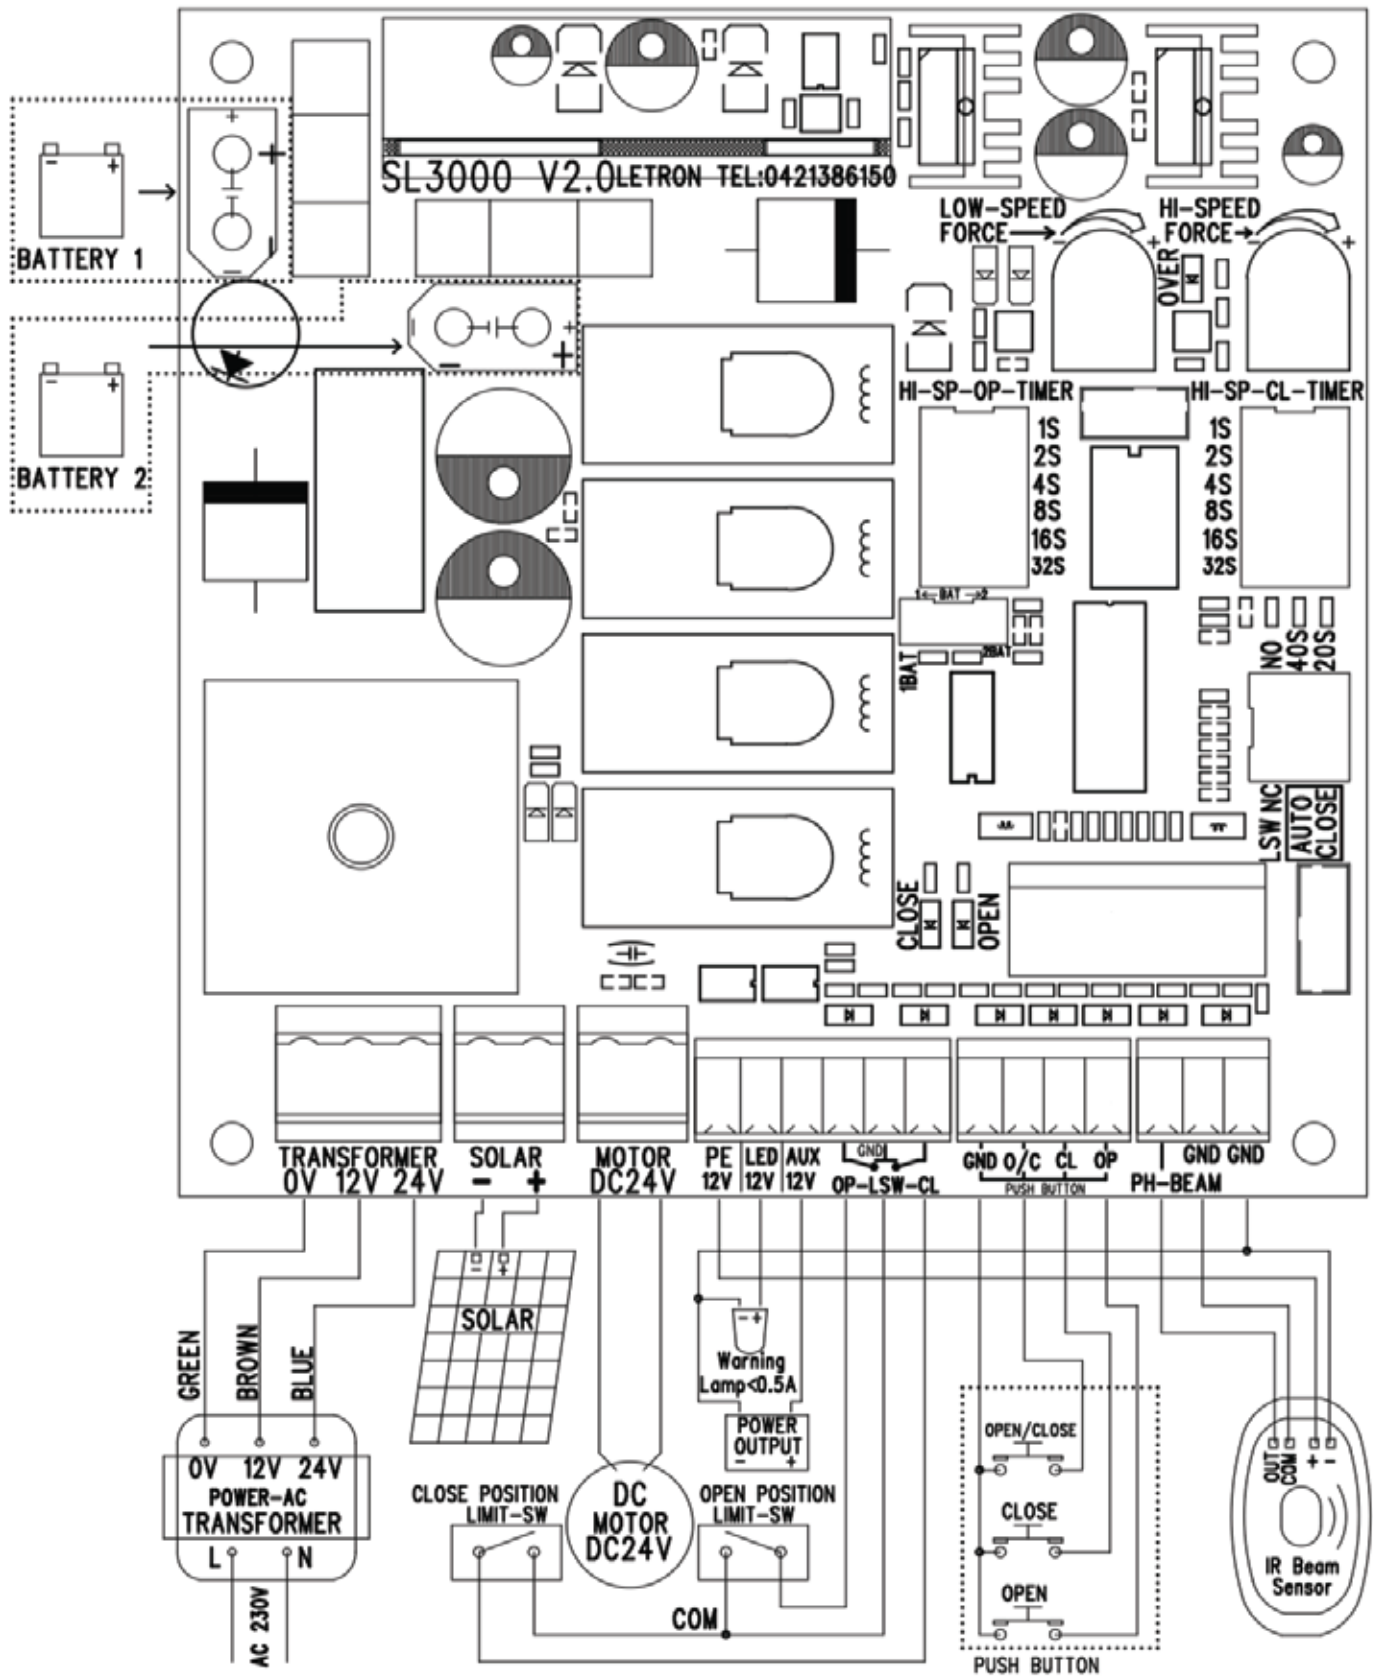 SL3000 V2.0 LETRON TEL:0421386150
+
+
-
-
- +
BATTERY 1
LOW-SPEED
FORCE
- +
HI-SPEED
FORCE
- +
OVER
- +
- +
BATTERY 2
HI-SP-OP-TIMER
1S
2S
4S
8S
16S
32S
HI-SP-CL-TIMER
1S
2S
4S
8S
16S
32S
1<-BAT->2
1BAT
2BAT
NO
40S
20S
LSW NC
AUTO
CLOSE
CLOSE
OPEN
TRANSFORMER
0V 12V 24V
SOLAR
- +
MOTOR
DC24V
PE
12V
LED
12V
AUX
12V
GND
OP-LSW-CL
GND O/C CL OP
PUSH BUTTON
GND GND
PH-BEAM
GREEN
BROWN
BLUE
0V 12V 24V
POWER-AC
TRANSFORMER
L N
AC 230V
- +
SOLAR
CLOSE POSITION
LIMIT-SW
DC
MOTOR
DC24V
- +
Warning
Lamp<0.5A
POWER
OUTPUT
- +
OPEN POSITION
LIMIT-SW
COM
OPEN/CLOSE
CLOSE
OPEN
PUSH BUTTON
OUT
COM
+
-
IR Beam
Sensor